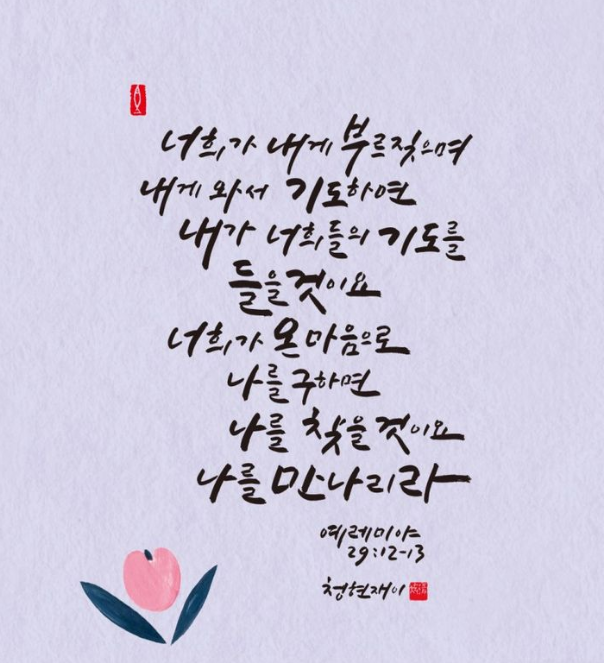 너희가 내게 부르짖으며
내게 와서 기도하면
내가 너희들의 기도를
들을 것이요
너희가 온 마음으로
나를 구하면
나를 찾을 것이요
나를 만나리라
예레미야
29:12-13
청현재이